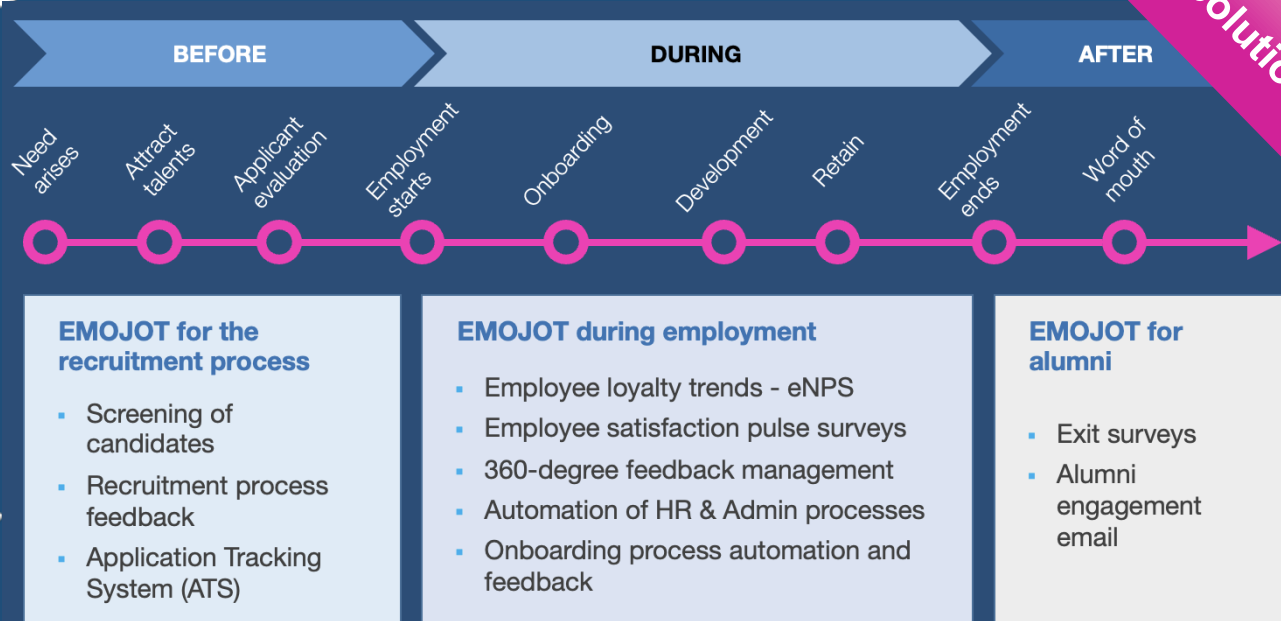 BEFORE
DURING
AFTER
Need
arises
Attract
talents
Applicant
evaluation
Employment
starts
Onboarding
Development
Retain
Employment
ends
Word of
mouth
EMOJOT for the
recruitment process
Screening of
candidates
Recruitment process
feedback
Application Tracking
System (ATS)
EMOJOT during employment
Employee loyalty trends - eNPS
Employee satisfaction pulse surveys
360-degree feedback management
Automation of HR & Admin processes
Onboarding process automation and
feedback
EMOJOT for
alumni
Exit surveys
Alumni
engagement
email